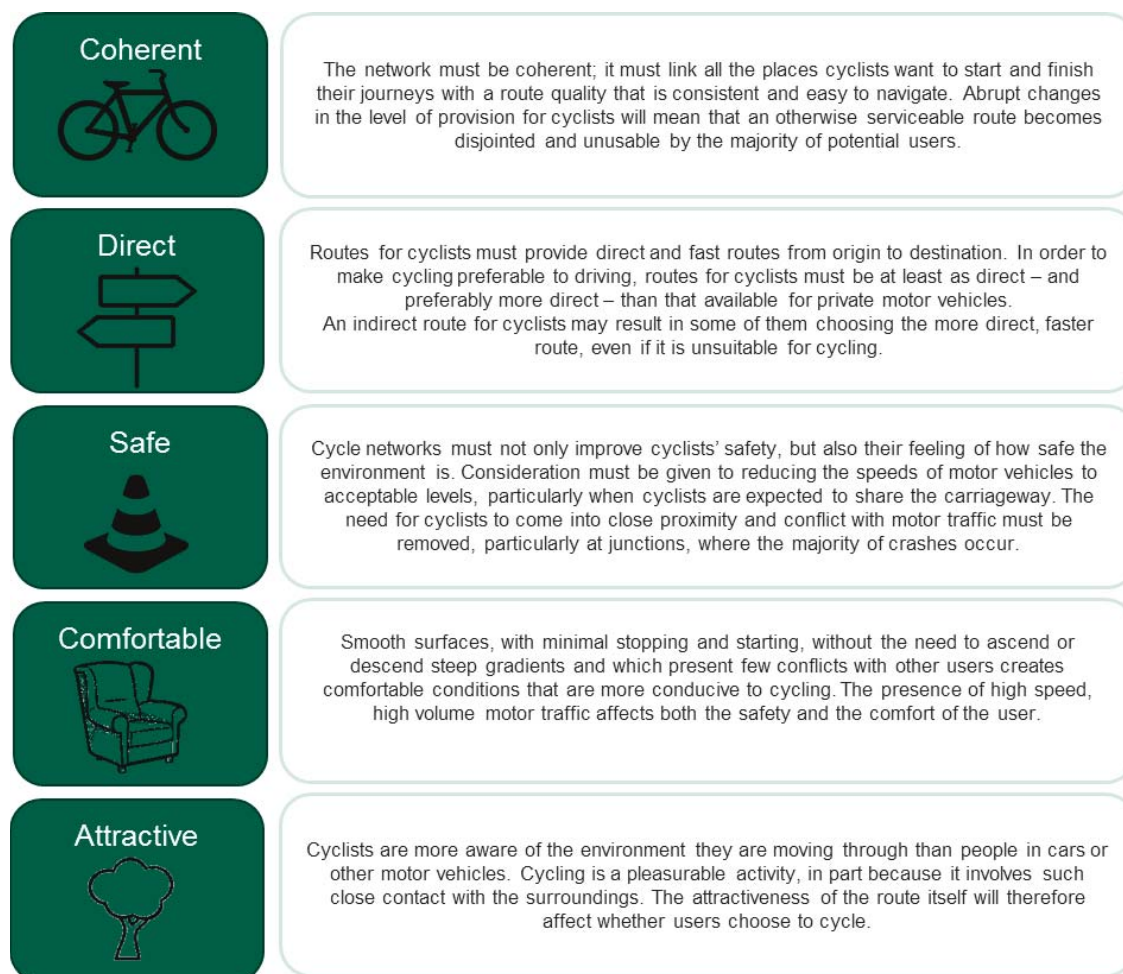 Coherent
The network must be coherent; it must link all the places cyclists want to start and finish
their journeys with a route quality that is consistent and easy to navigate. Abrupt changes
in the level of provision for cyclists will mean that an otherwise serviceable route becomes
disjointed and unusable by the majority of potential users.
Direct
Routes for cyclists must provide direct and fast routes from origin to destination. In order to
make cycling preferable to driving, routes for cyclists must be at least as direct – and
preferably more direct – than that available for private motor vehicles.
An indirect route for cyclists may result in some of them choosing the more direct, faster
route, even if it is unsuitable for cycling.
Safe
Cycle networks must not only improve cyclists’ safety, but also their feeling of how safe the
environment is. Consideration must be given to reducing the speeds of motor vehicles to
acceptable levels, particularly when cyclists are expected to share the carriageway. The
need for cyclists to come into close proximity and conflict with motor traffic must be
removed, particularly at junctions, where the majority of crashes occur.
Comfortable
Smooth surfaces, with minimal stopping and starting, without the need to ascend or
descend steep gradients and which present few conflicts with other users creates
comfortable conditions that are more conducive to cycling. The presence of high speed,
high volume motor traffic affects both the safety and the comfort of the user.
Attractive
Cyclists are more aware of the environment they are moving through than people in cars or
other motor vehicles. Cycling is a pleasurable activity, in part because it involves such
close contact with the surroundings. The attractiveness of the route itself will therefore
affect whether users choose to cycle.